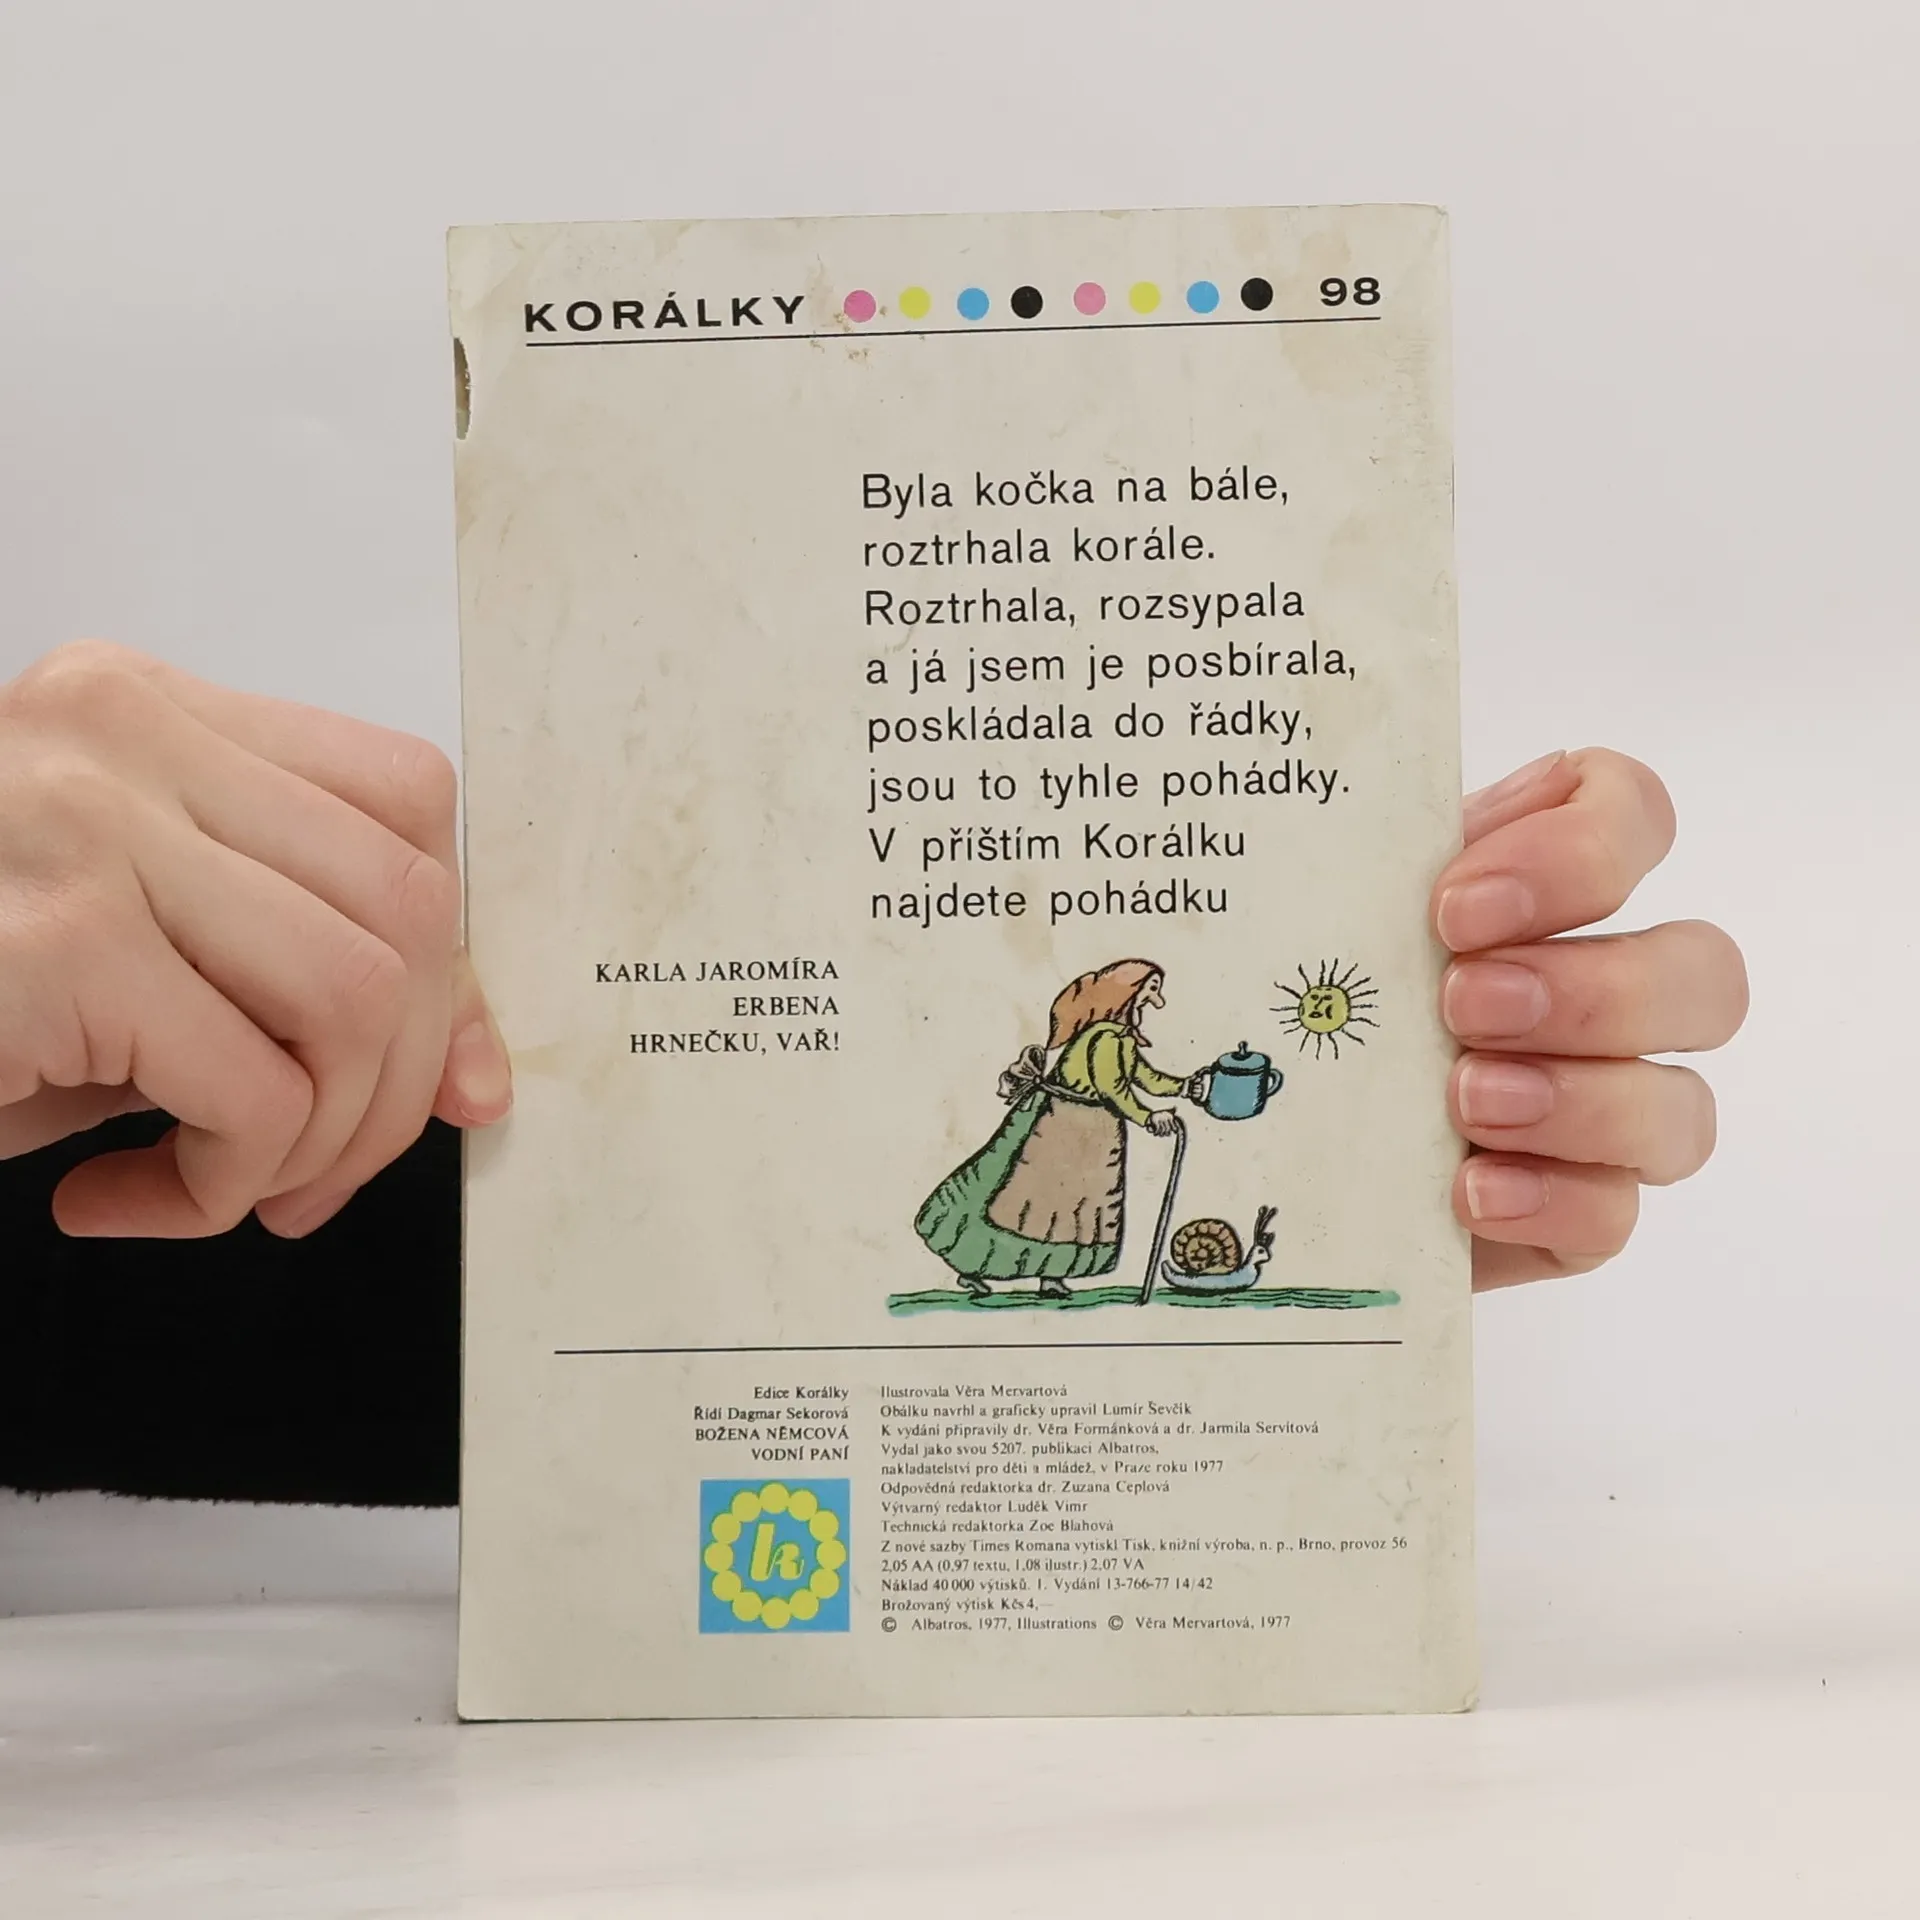 KORÁLKY 98
Byla kočka na bále,
roztrhala korále.
Roztrhala, rozsypala
a já jsem je posbírala,
poskládala do řádky,
jsou to tyhle pohádky.
V příštím Korálku
najdete pohádku
KARLA JAROMÍRA
ERBENA
HRNEČKU, VAŘ!
Edice Korálky
Řídí Dagmar Sekorová
BOŽENA NĚMCOVÁ
VODNÍ PANÍ
k
Ilustrovala Věra Mervartová
Obálku navrhl a graficky upravil Lumír Ševčík
K vydání připravily dr. Věra Formánková a dr. Jarmila Servítová
Vydal jako svou 5207. publikaci Albatros,
nakladatelství pro děti a mládež, v Praze roku 1977
Odpovědná redaktorka dr. Zuzana Ceplová
Výtvarný redaktor Luděk Vimr
Technická redaktorka Zoe Blahová
Z nové sazby Times Romana vytiskl Tisk, knižní výroba, n. p., Brno, provoz 56
2,05 AA (0,97 textu, 1,08 ilustr.) 2,07 VA
Náklad 40 000 výtisků. 1. Vydání 13-766-77 14/42
Brožovaný výtisk Kčs 4,—
© Albatros, 1977, Illustrations © Věra Mervartová, 1977